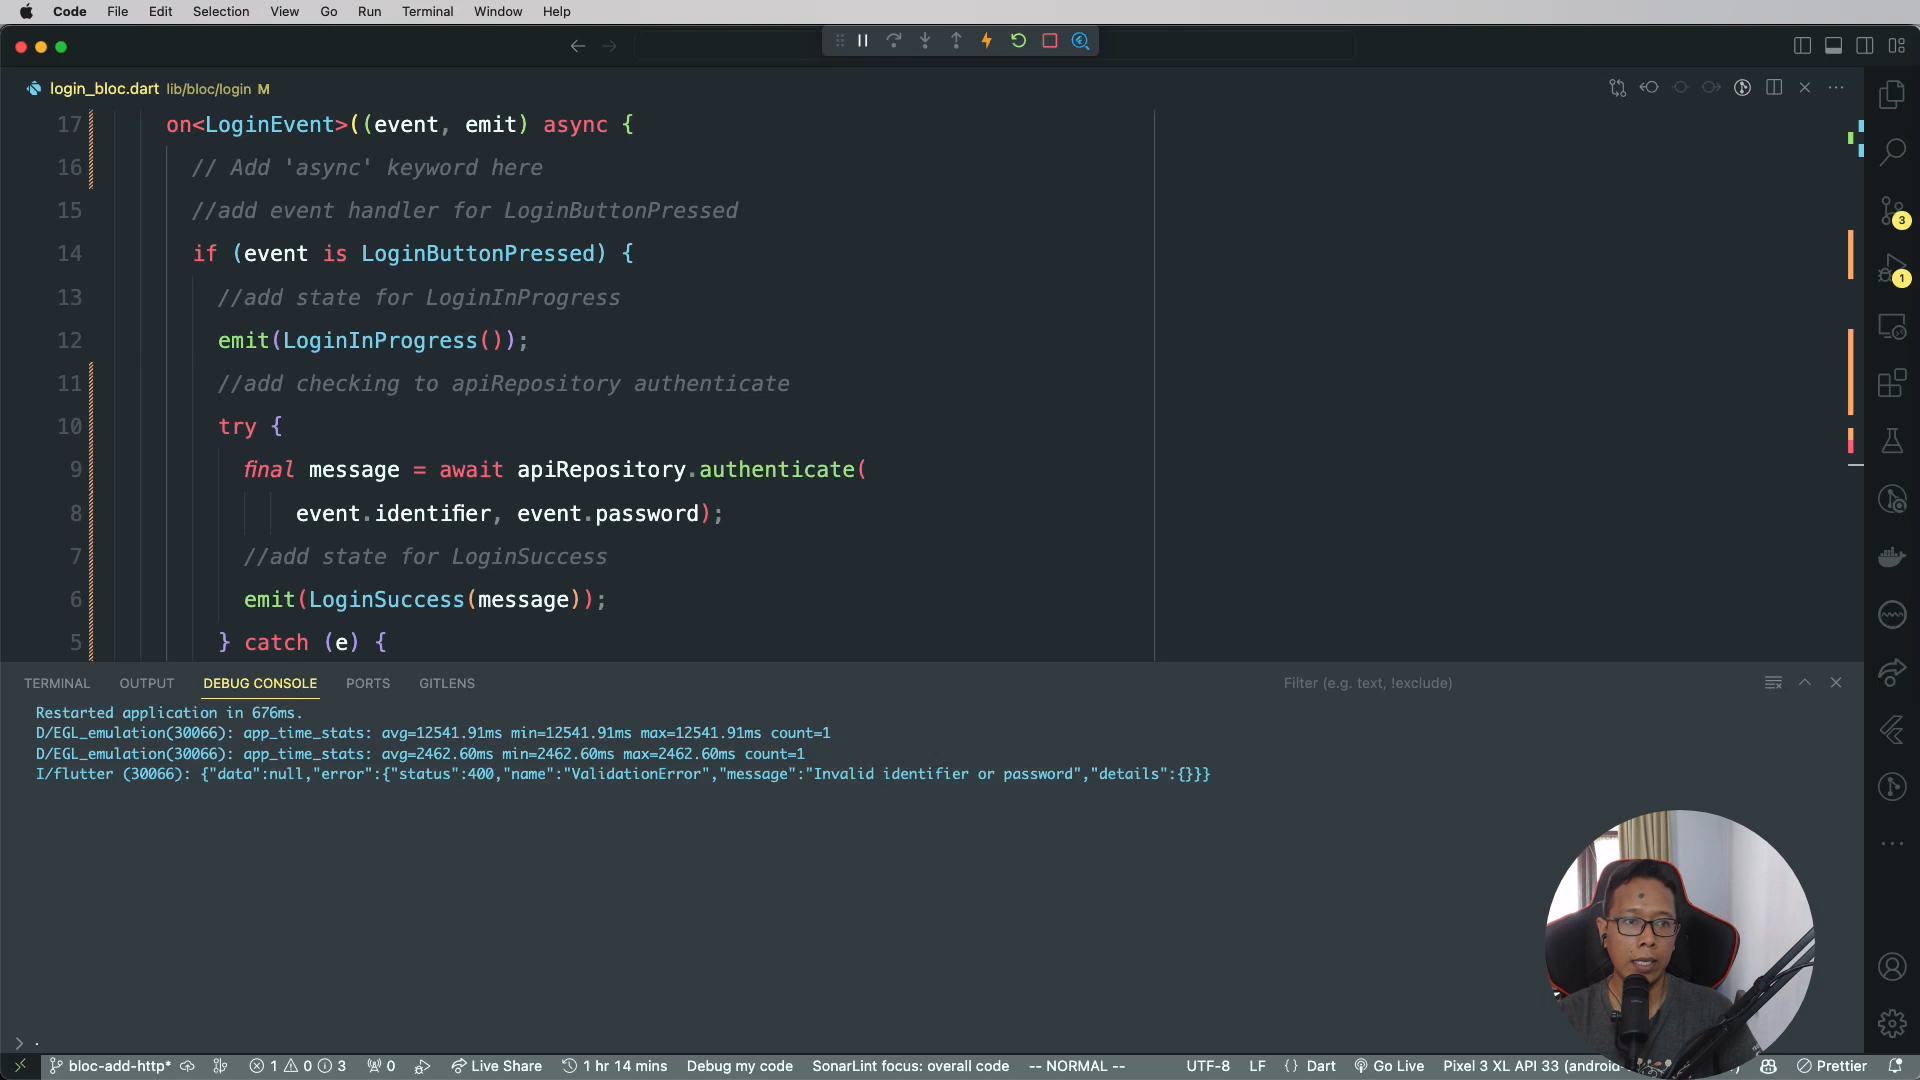 Code File Edit Selection View Go Run Terminal Window Help
login_bloc.dart lib/bloc/login M
17 on<LoginEvent>((event, emit) async {
16 // Add 'async' keyword here
15 //add event handler for LoginButtonPressed
14 if (event is LoginButtonPressed) {
13 //add state for LoginInProgress
12 emit(LoginInProgress());
11 //add checking to apiRepository authenticate
10 try {
9 final message = await apiRepository.authenticate(
8 event.identifier, event.password);
7 //add state for LoginSuccess
6 emit(LoginSuccess(message));
5 } catch (e) {
3
1
TERMINAL OUTPUT DEBUG CONSOLE PORTS GITLENS Filter (e.g. text, !exclude)
Restarted application in 676ms.
D/EGL_emulation(30066): app_time_stats: avg=12541.91ms min=12541.91ms max=12541.91ms count=1
D/EGL_emulation(30066): app_time_stats: avg=2462.60ms min=2462.60ms max=2462.60ms count=1
I/flutter (30066): {"data":null,"error":{"status":400,"name":"ValidationError","message":"Invalid identifier or password","details":{}}}
bloc-add-http* 1 0 3 0 Live Share 1 hr 14 mins Debug my code SonarLint focus: overall code -- NORMAL -- UTF-8 LF {} Dart Go Live Pixel 3 XL API 33 (android- Prettier